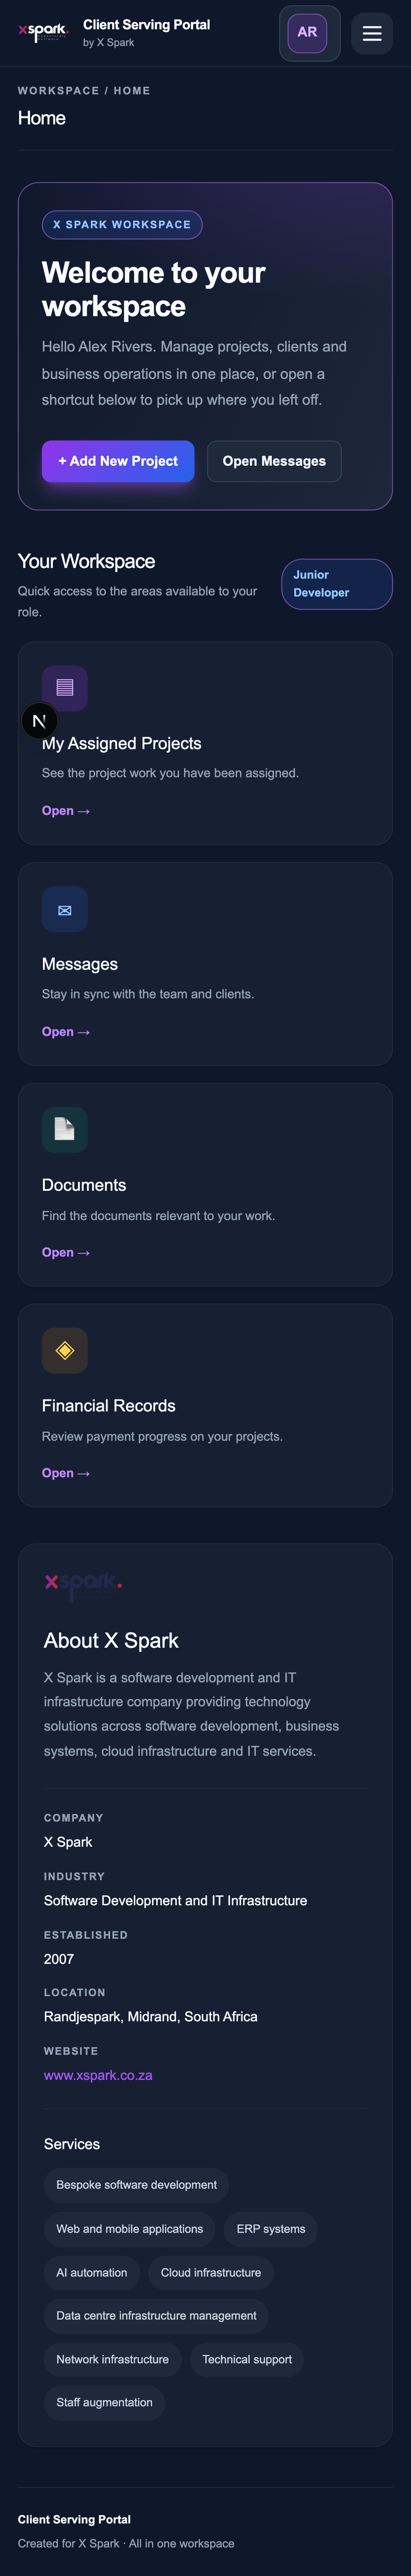 xspark.
Client Serving Portal
by X Spark
AR
WORKSPACE / HOME
Home
X SPARK WORKSPACE
Welcome to your
workspace
Hello Alex Rivers. Manage projects, clients and
business operations in one place, or open a
shortcut below to pick up where you left off.
+ Add New Project
Open Messages
Your Workspace
Quick access to the areas available to your
role.
Junior
Developer
N
My Assigned Projects
See the project work you have been assigned.
Open →
Messages
Stay in sync with the team and clients.
Open →
Documents
Find the documents relevant to your work.
Open →
Financial Records
Review payment progress on your projects.
Open →
xspark.
About X Spark
X Spark is a software development and IT
infrastructure company providing technology
solutions across software development, business
systems, cloud infrastructure and IT services.
COMPANY
X Spark
INDUSTRY
Software Development and IT Infrastructure
ESTABLISHED
2007
LOCATION
Randjespark, Midrand, South Africa
WEBSITE
www.xspark.co.za
Services
Bespoke software development
Web and mobile applications
ERP systems
AI automation
Cloud infrastructure
Data centre infrastructure management
Network infrastructure
Technical support
Staff augmentation
Client Serving Portal
Created for X Spark · All in one workspace